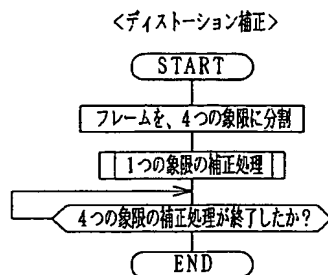 <ディストーション補正>
START
フレームを、4つの象限に分割
1つの象限の補正処理
4つの象限の補正処理が終了したか?
END